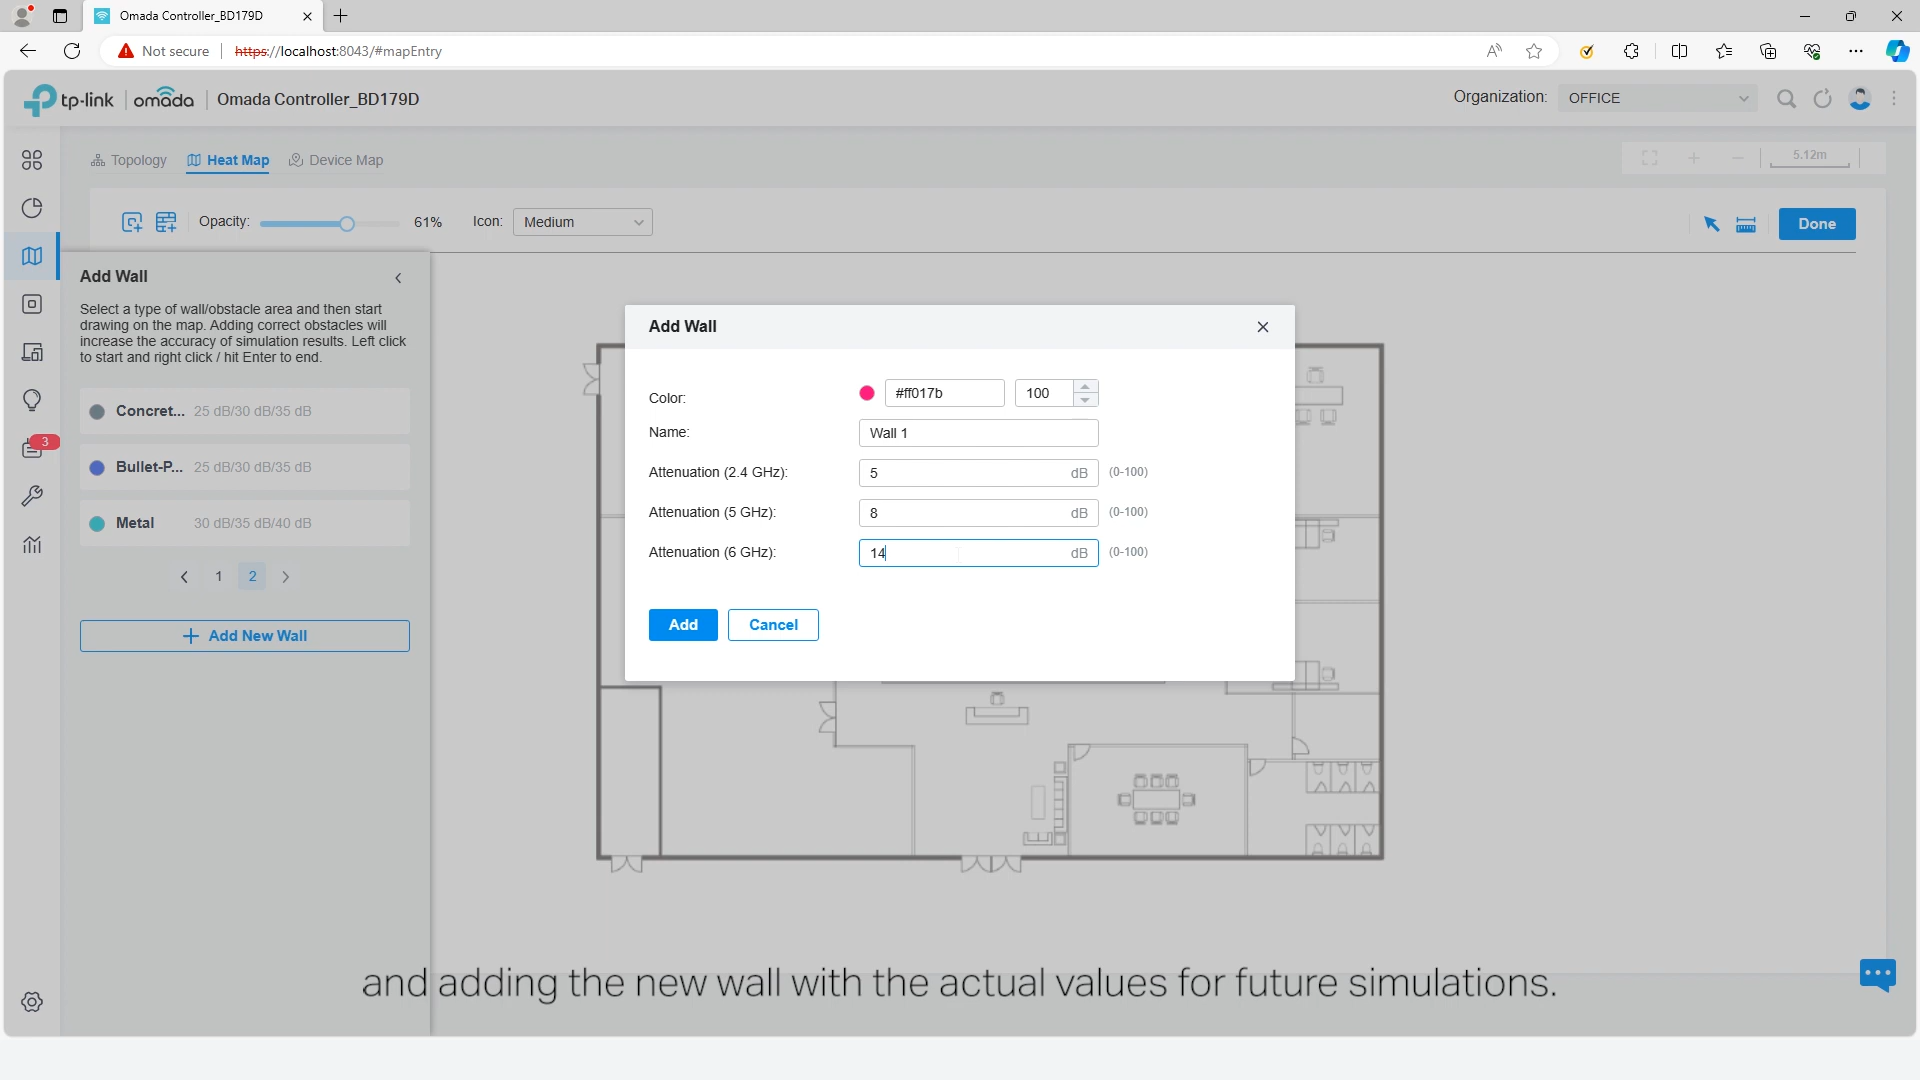 Omada Controller_BD179D
Not secure
https://localhost:8043/#mapEntry
tp-link | omada | Omada Controller_BD179D
Organization: OFFICE
Topology
Heat Map
Device Map
5.12m
Opacity: 61%
Icon: Medium
Done
Add Wall
Select a type of wall/obstacle area and then start
drawing on the map. Adding correct obstacles will
increase the accuracy of simulation results. Left click
to start and right click / hit Enter to end.
Concret... 25 dB/30 dB/35 dB
Bullet-P... 25 dB/30 dB/35 dB
Metal 30 dB/35 dB/40 dB
1 2
Add New Wall
3
Add Wall
Color: #ff017b 100
Name: Wall 1
Attenuation (2.4 GHz): 5 dB (0-100)
Attenuation (5 GHz): 8 dB (0-100)
Attenuation (6 GHz): 14 dB (0-100)
Add
Cancel
and adding the new wall with the actual values for future simulations.